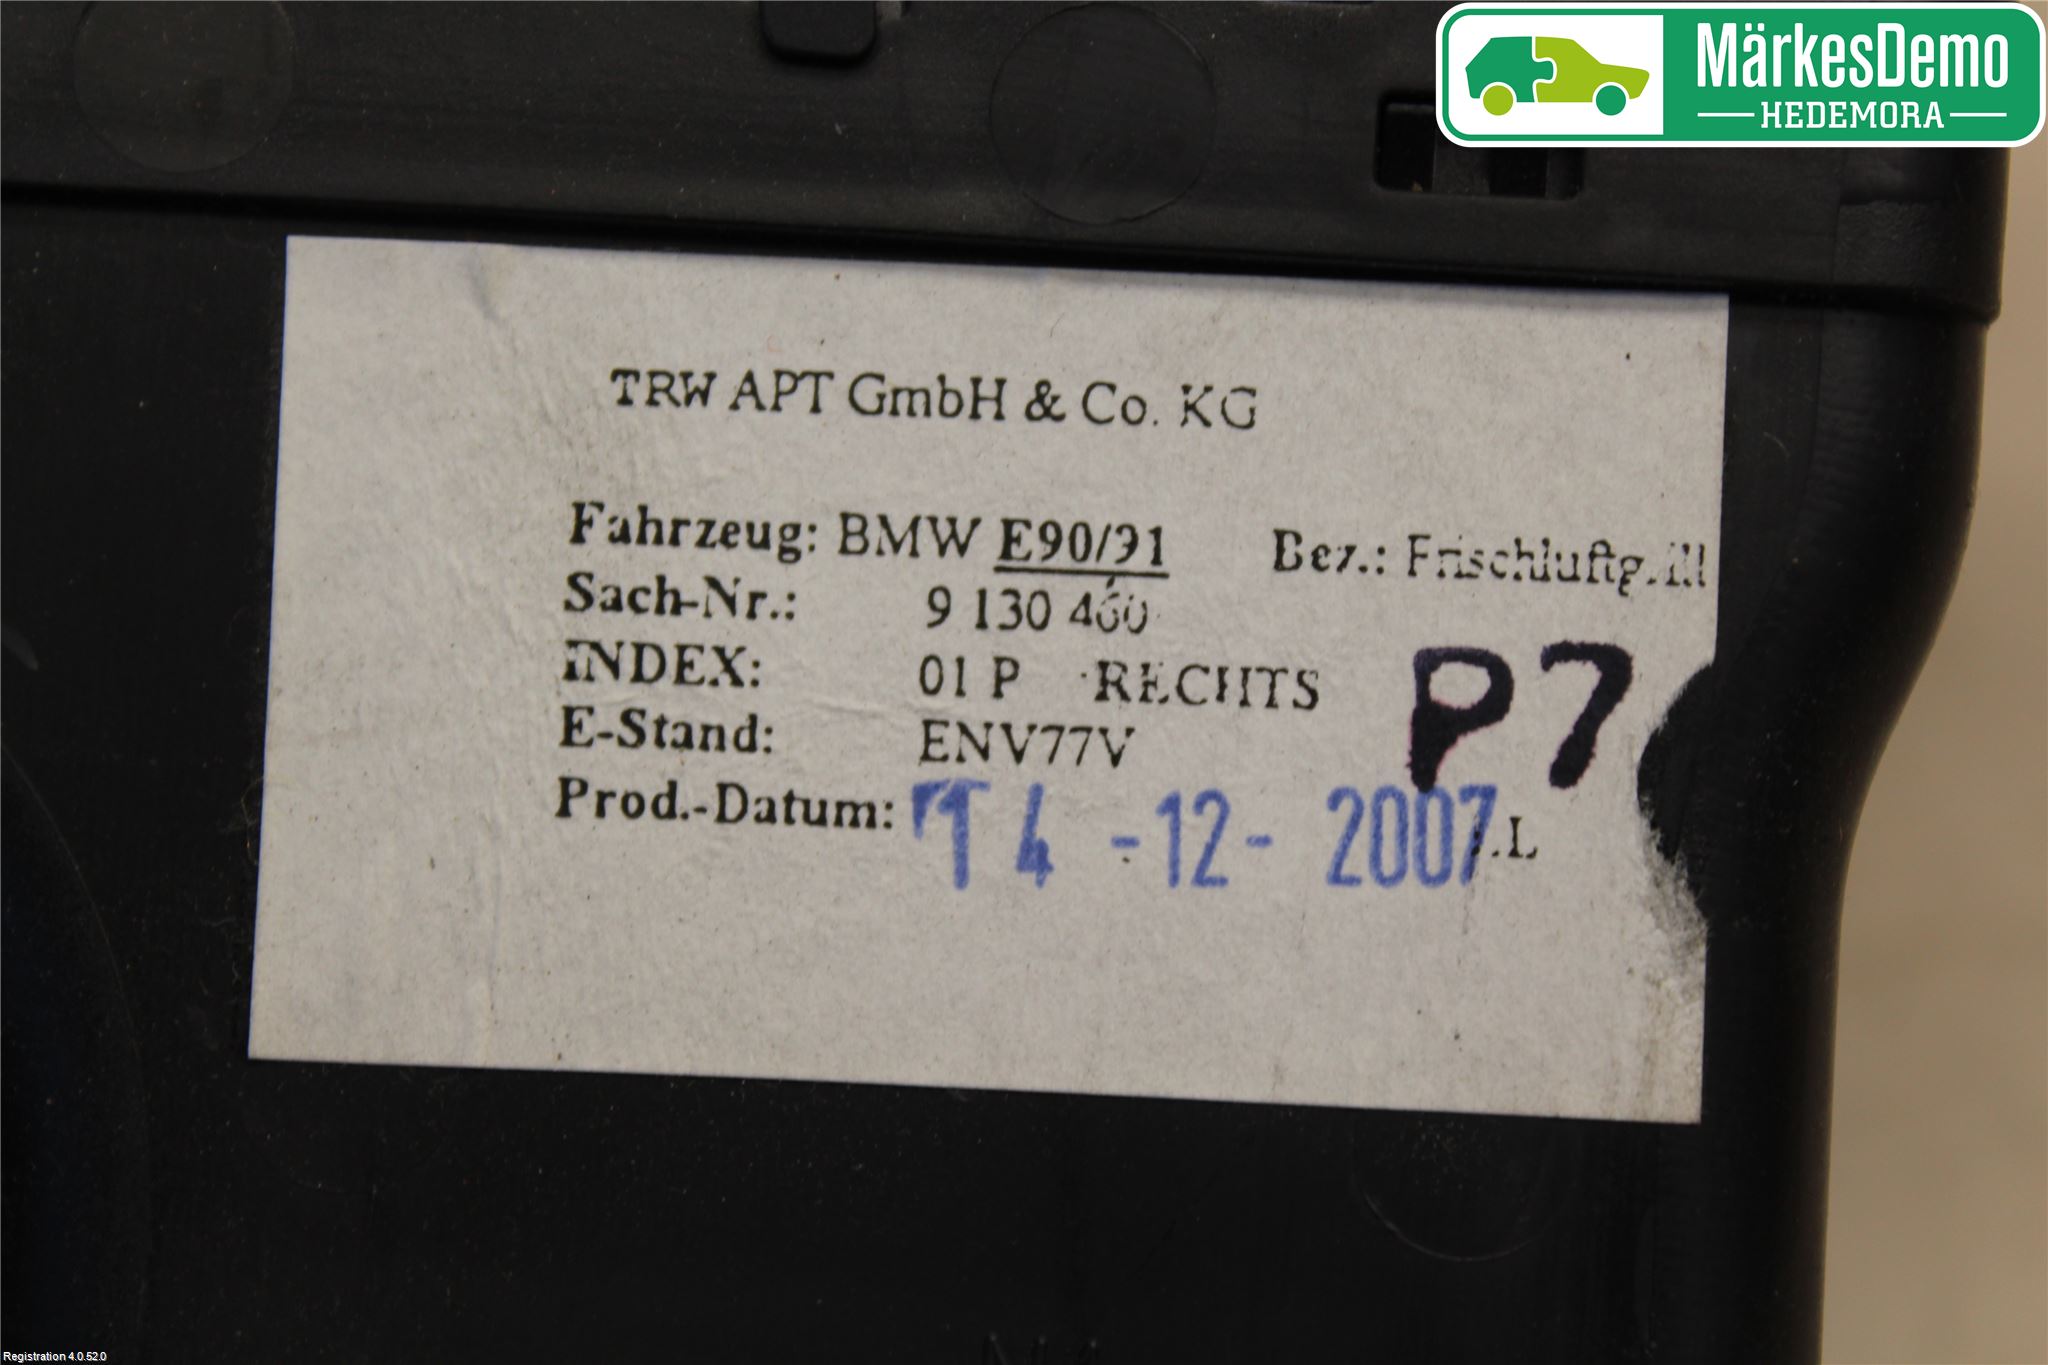 MärkesDemo
HEDEMORA
TRW APT GmbH & Co. KG
Fahrzeug: BMW E90/91 Bez.: Frischluftgrill
Sach-Nr.: 9 130 460
INDEX: 01 P RECHTS P7
E-Stand: ENV77V
Prod.-Datum: 14 -12- 2007 .L
Registration 4.0.52.0